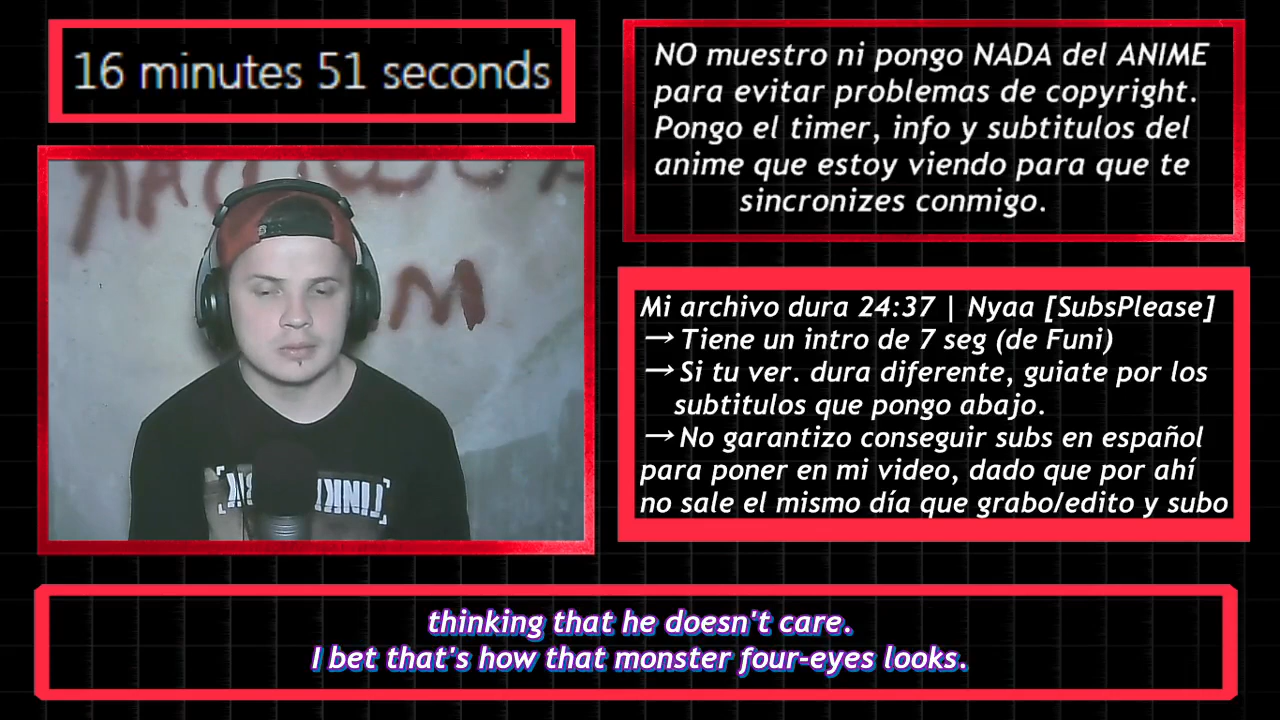 16 minutes 51 seconds
NO muestro ni pongo NADA del ANIME
para evitar problemas de copyright.
Pongo el timer, info y subtitulos del
anime que estoy viendo para que te
sincronizes conmigo.
Mi archivo dura 24:37 | Nyaa [SubsPlease]
→ Tiene un intro de 7 seg (de Funi)
→ Si tu ver. dura diferente, guiate por los
subtitulos que pongo abajo.
→ No garantizo conseguir subs en español
para poner en mi video, dado que por ahí
no sale el mismo día que grabo/edito y subo
thinking that he doesn't care.
I bet that's how that monster four-eyes looks.